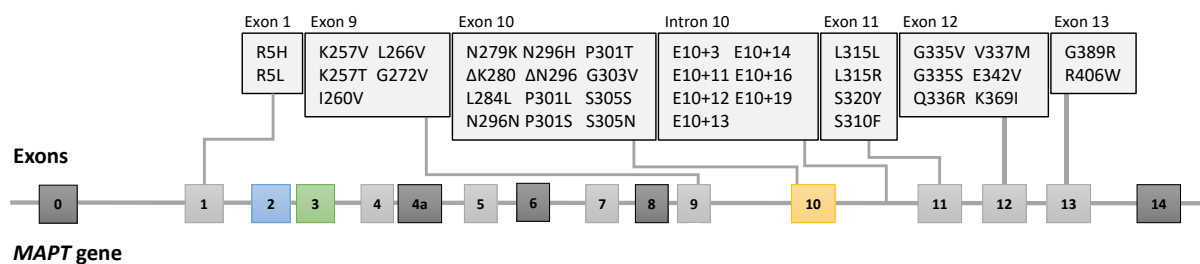 Exon 1 Exon 9 Exon 10 Intron 10 Exon 11 Exon 12 Exon 13
R5H
R5L
K257V L266V
K257T G272V
I260V
N279K N296H P301T
ΔK280 ΔN296 G303V
L284L P301L S305S
N296N P301S S305N
E10+3 E10+14
E10+11 E10+16
E10+12 E10+19
E10+13
L315L
L315R
S320Y
S310F
G335V V337M
G335S E342V
Q336R K369I
G389R
R406W
Exons
0 1 2 3 4 4a 5 6 7 8 9 10 11 12 13 14
MAPT gene